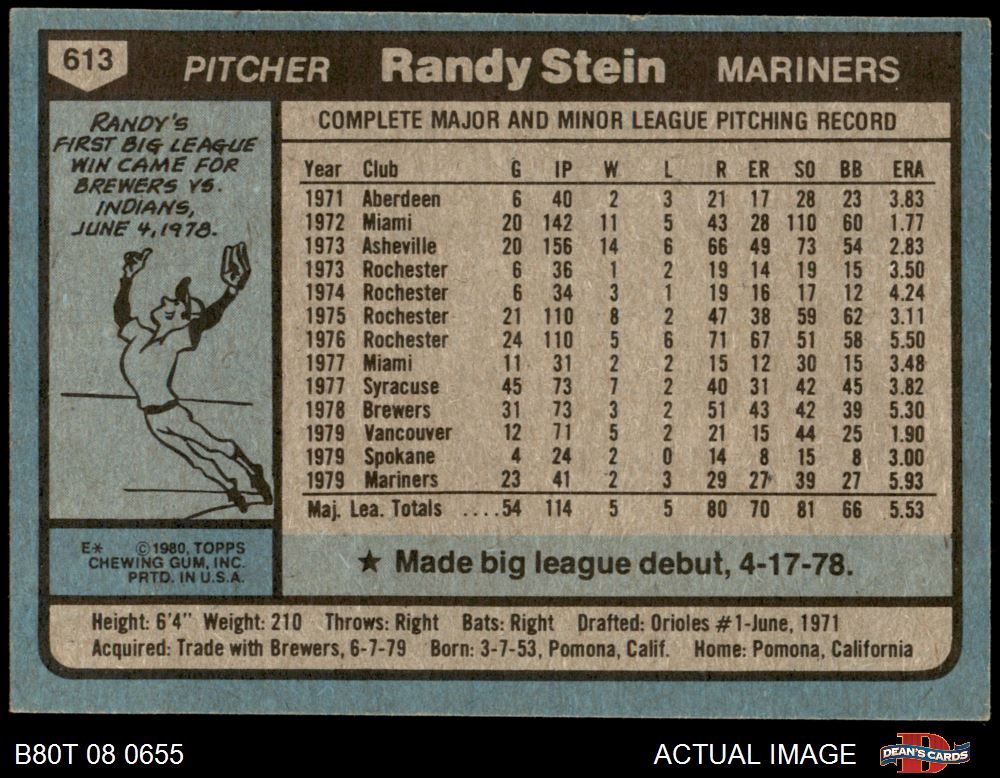 613 PITCHER Randy Stein MARINERS
RANDY'S
FIRST BIG LEAGUE
WIN CAME FOR
BREWERS VS.
INDIANS,
JUNE 4, 1978.
COMPLETE MAJOR AND MINOR LEAGUE PITCHING RECORD
Year Club G IP W L R ER SO BB ERA
1971 Aberdeen 6 40 2 3 21 17 28 23 3.83
1972 Miami 20 142 11 5 43 28 110 60 1.77
1973 Asheville 20 156 14 6 66 49 73 54 2.83
1973 Rochester 6 36 1 2 19 14 19 15 3.50
1974 Rochester 6 34 3 1 19 16 17 12 4.24
1975 Rochester 21 110 8 2 47 38 59 62 3.11
1976 Rochester 24 110 5 6 71 67 51 58 5.50
1977 Miami 11 31 2 2 15 12 30 15 3.48
1977 Syracuse 45 73 7 2 40 31 42 45 3.82
1978 Brewers 31 73 3 2 51 43 42 39 5.30
1979 Vancouver 12 71 5 2 21 15 44 25 1.90
1979 Spokane 4 24 2 0 14 8 15 8 3.00
1979 Mariners 23 41 2 3 29 27 39 27 5.93
Maj. Lea. Totals ....54 114 5 5 80 70 81 66 5.53
★ Made big league debut, 4-17-78.
E* ©1980, TOPPS
CHEWING GUM, INC.
PRTD. IN U.S.A.
Height: 6'4" Weight: 210 Throws: Right Bats: Right Drafted: Orioles #1-June, 1971
Acquired: Trade with Brewers, 6-7-79 Born: 3-7-53, Pomona, Calif. Home: Pomona, California
B80T 08 0655 ACTUAL IMAGE DEAN'S CARDS